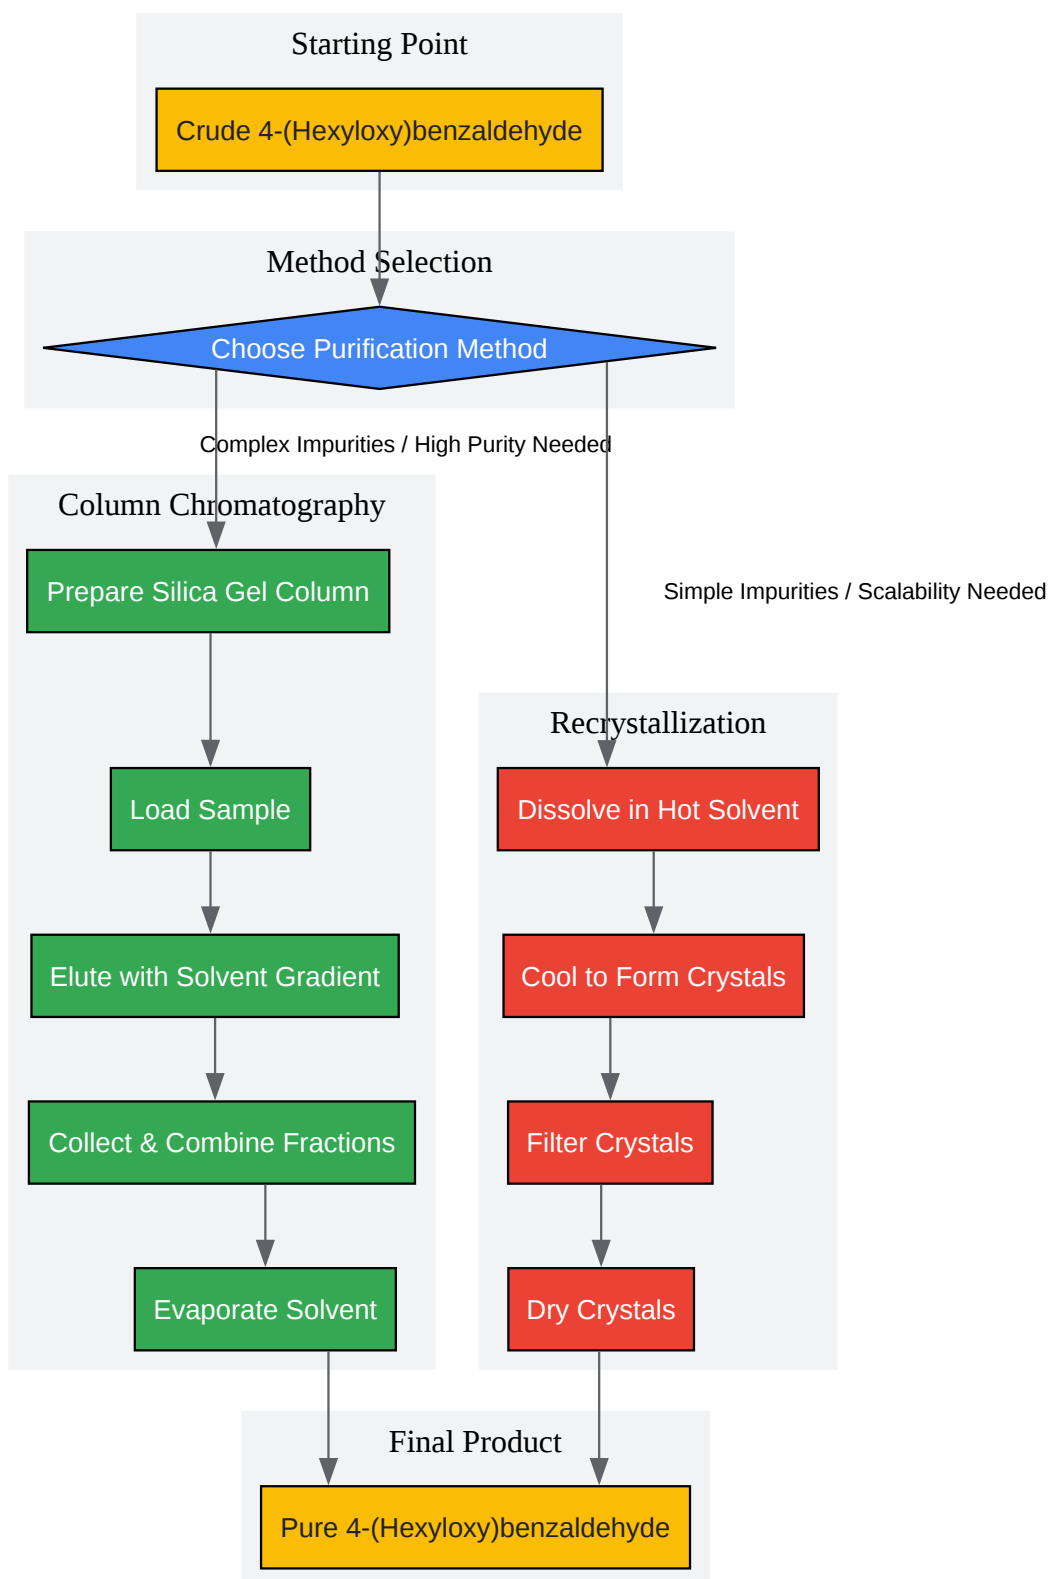 Starting Point
Crude 4-(Hexyloxy)benzaldehyde
Method Selection
Choose Purification Method
Complex Impurities / High Purity Needed
Simple Impurities / Scalability Needed
Column Chromatography
Prepare Silica Gel Column
Load Sample
Elute with Solvent Gradient
Collect & Combine Fractions
Evaporate Solvent
Recrystallization
Dissolve in Hot Solvent
Cool to Form Crystals
Filter Crystals
Dry Crystals
Final Product
Pure 4-(Hexyloxy)benzaldehyde